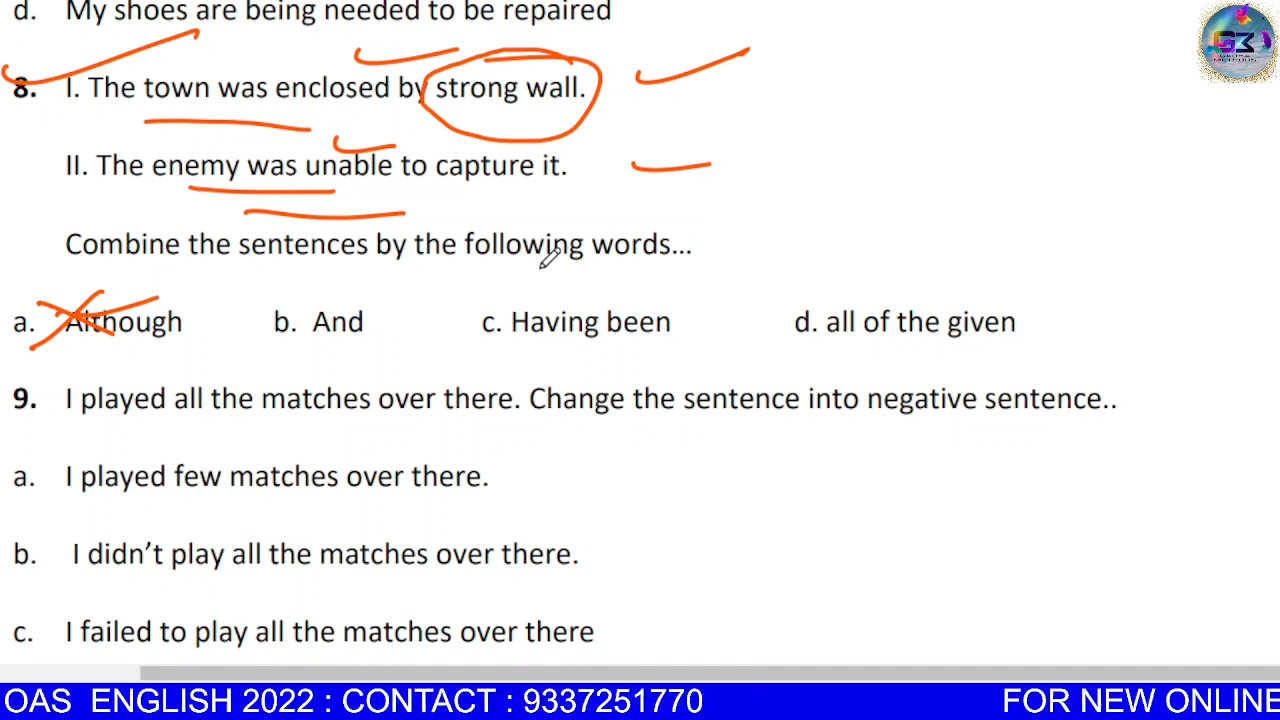 d. My shoes are being needed to be repaired
8. I. The town was enclosed by strong wall.
II. The enemy was unable to capture it.
Combine the sentences by the following words...
a. Although b. And c. Having been d. all of the given
9. I played all the matches over there. Change the sentence into negative sentence..
a. I played few matches over there.
b. I didn't play all the matches over there.
c. I failed to play all the matches over there
OAS ENGLISH 2022 : CONTACT : 9337251770 FOR NEW ONLINE